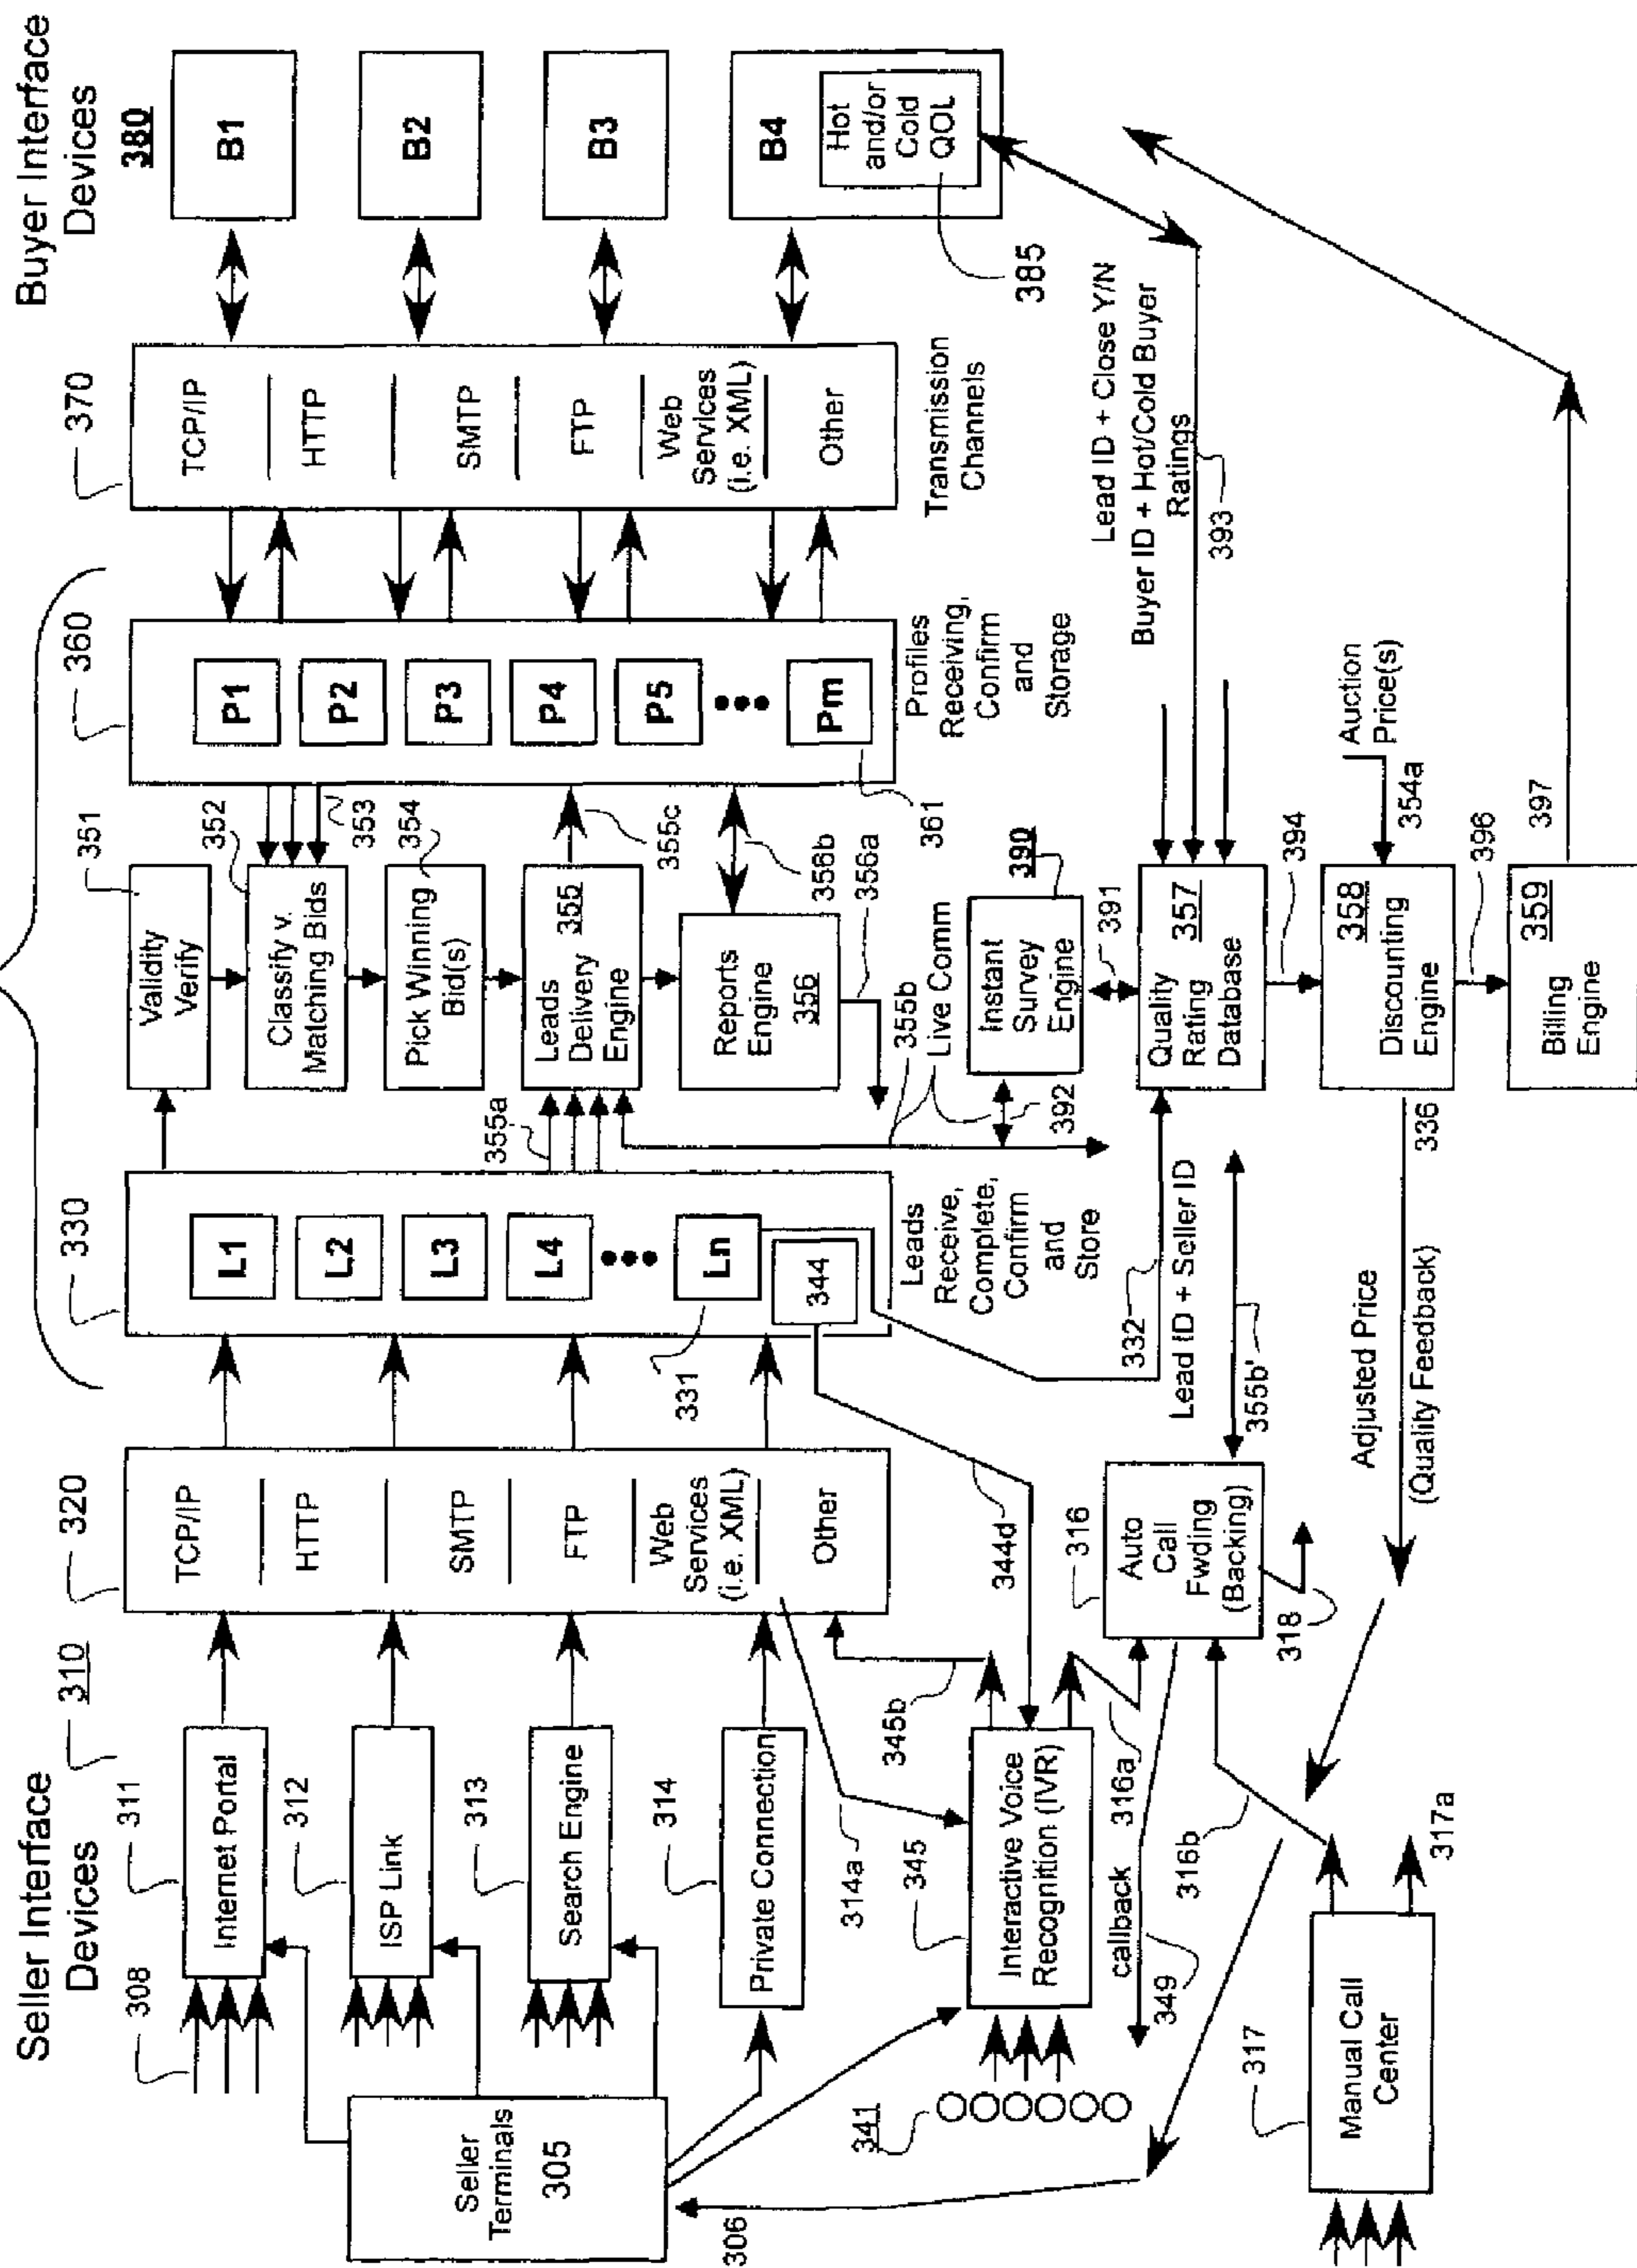 Seller Interface
Devices
310
308
311
Internet Portal
312
ISP Link
313
Search Engine
314
Private Connection
Seller
Terminals
305
306
314a
345
Interactive Voice
Recognition (IVR)
345b
341
316a
callback
349
316b
317
Manual Call
Center
317a
320
TCP/IP
HTTP
SMTP
FTP
Web
Services
(i.e. XML)
Other
344d
316
Auto
Call
Fwding
(Backing)
318
355b'
330
L1
L2
L3
L4
Ln
344
331
Leads
Receive,
Complete,
Confirm
and
Store
332
Lead ID + Seller ID
Adjusted Price
(Quality Feedback)
336
351
Validity
Verify
352
Classify v.
Matching Bids
353
354
Pick Winning
Bid(s)
355a
Leads
Delivery
Engine
355
355c
Reports
Engine
356
356b
356a
355b
Live Comm
390
Instant
Survey
Engine
391
392
Quality
Rating
Database
357
394
Discounting
Engine
358
Auction
Price(s)
354a
396
Billing
Engine
359
397
360
P1
P2
P3
P4
P5
Pm
361
Profiles
Receiving,
Confirm
and
Storage
370
TCP/IP
HTTP
SMTP
FTP
Web
Services
(i.e. XML)
Other
Transmission
Channels
Lead ID + Close Y/N
Buyer ID + Hot/Cold Buyer
Ratings
393
Buyer Interface
Devices
380
B1
B2
B3
B4
Hot
and/or
Cold
QOL
385